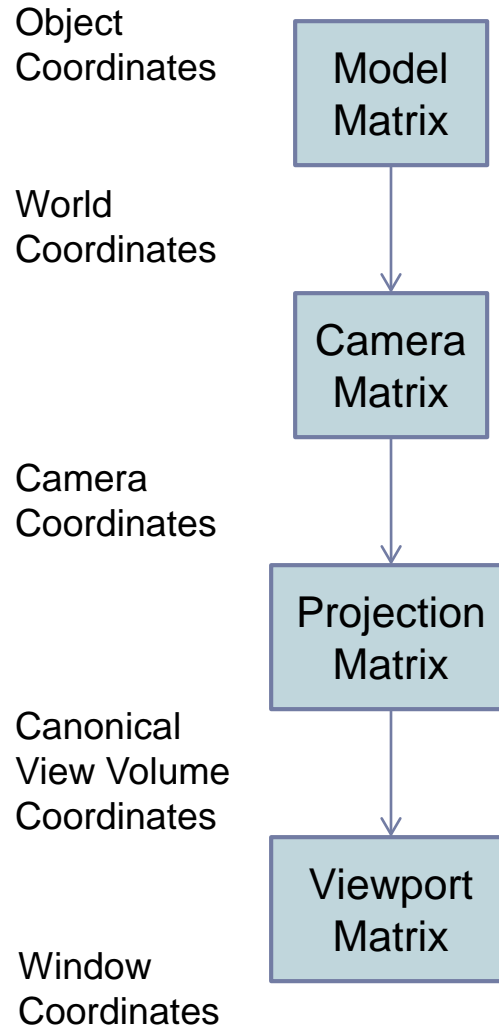 Object
Coordinates
Model
Matrix
World
Coordinates
Camera
Matrix
Camera
Coordinates
Projection
Matrix
Canonical
View Volume
Coordinates
Viewport
Matrix
Window
Coordinates